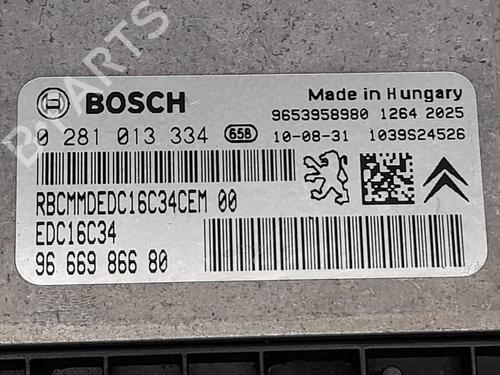 BOSCH
Made in Hungary
9653958980 1264 2025
0 281 013 334 658 10-08-31 1039S24526
RBCMMDEDC16C34CEM 00
EDC16C34
96 669 866 80
B-PARTS